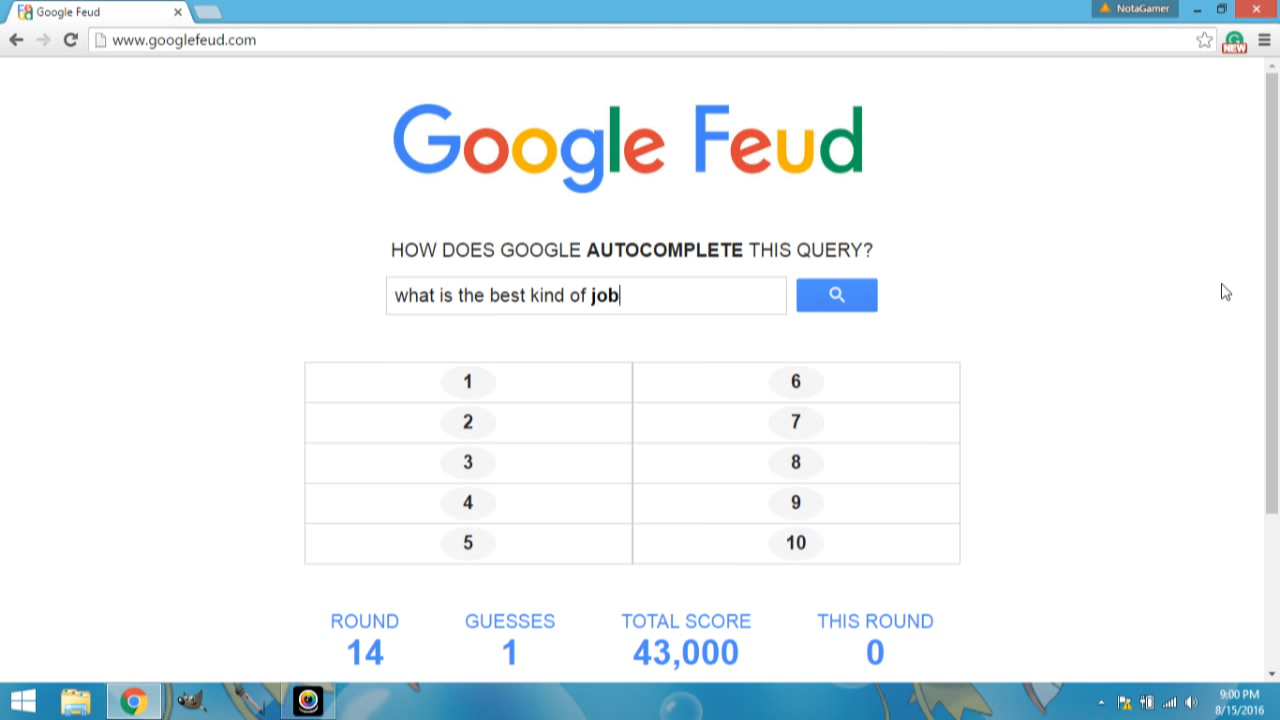 Google Feud
NotaGamer
www.googlefeud.com
NEW
Google Feud
HOW DOES GOOGLE AUTOCOMPLETE THIS QUERY?
what is the best kind of job
1 6
2 7
3 8
4 9
5 10
ROUND GUESSES TOTAL SCORE THIS ROUND
14 1 43,000 0
9:00 PM
8/15/2016